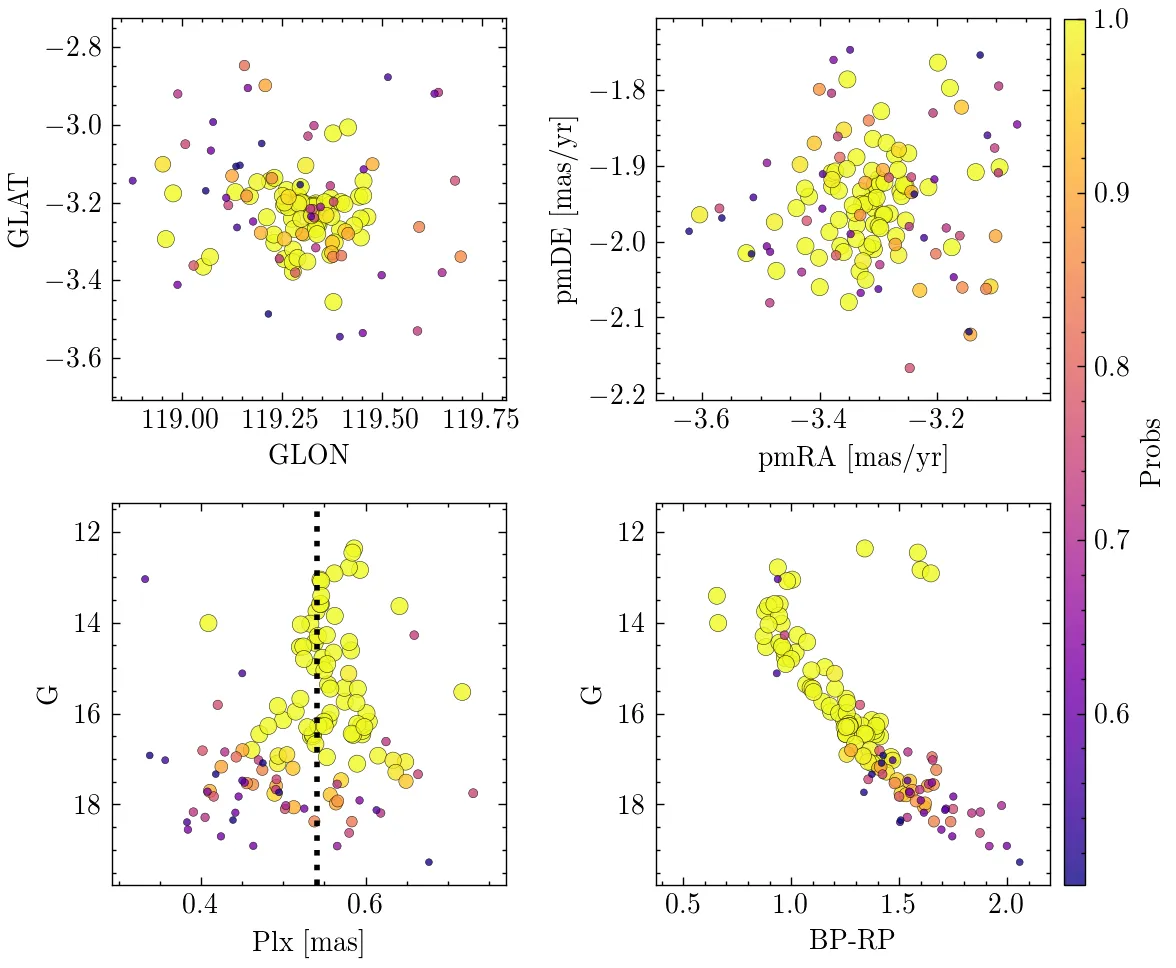 −2.8
−3.0
−3.2
−3.4
−3.6
GLAT
119.00 119.25 119.50 119.75
GLON
−1.8
−1.9
−2.0
−2.1
−2.2
pmDE [mas/yr]
−3.6 −3.4 −3.2
pmRA [mas/yr]
12
14
16
18
G
0.4 0.6
Plx [mas]
12
14
16
18
G
0.5 1.0 1.5 2.0
BP-RP
1.0
0.9
0.8
0.7
0.6
Probs